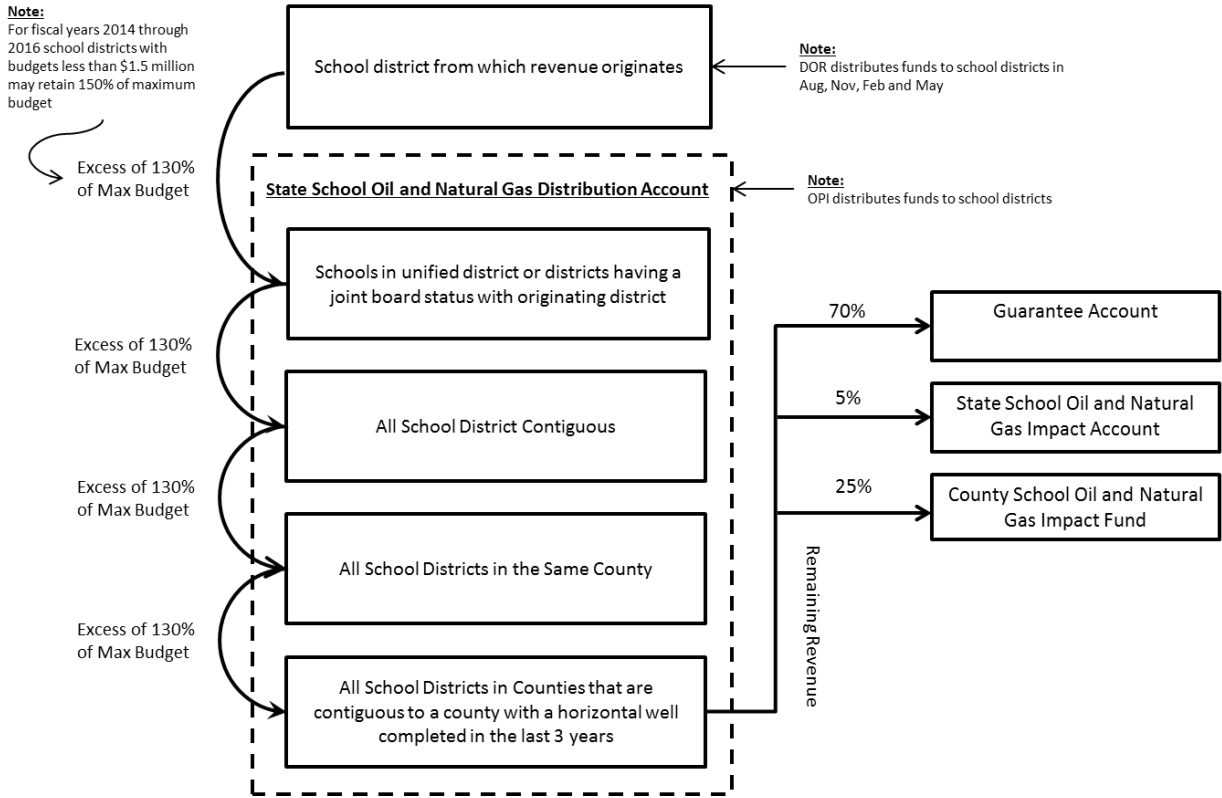 Note:
For fiscal years 2014 through
2016 school districts with
budgets less than $1.5 million
may retain 150% of maximum
budget
School district from which revenue originates
Note:
DOR distributes funds to school districts in
Aug, Nov, Feb and May
Excess of 130%
of Max Budget
State School Oil and Natural Gas Distribution Account
Note:
OPI distributes funds to school districts
Schools in unified district or districts having a
joint board status with originating district
Excess of 130%
of Max Budget
All School District Contiguous
Excess of 130%
of Max Budget
All School Districts in the Same County
Excess of 130%
of Max Budget
All School Districts in Counties that are
contiguous to a county with a horizontal well
completed in the last 3 years
Remaining Revenue
70%
Guarantee Account
5%
State School Oil and Natural
Gas Impact Account
25%
County School Oil and Natural
Gas Impact Fund